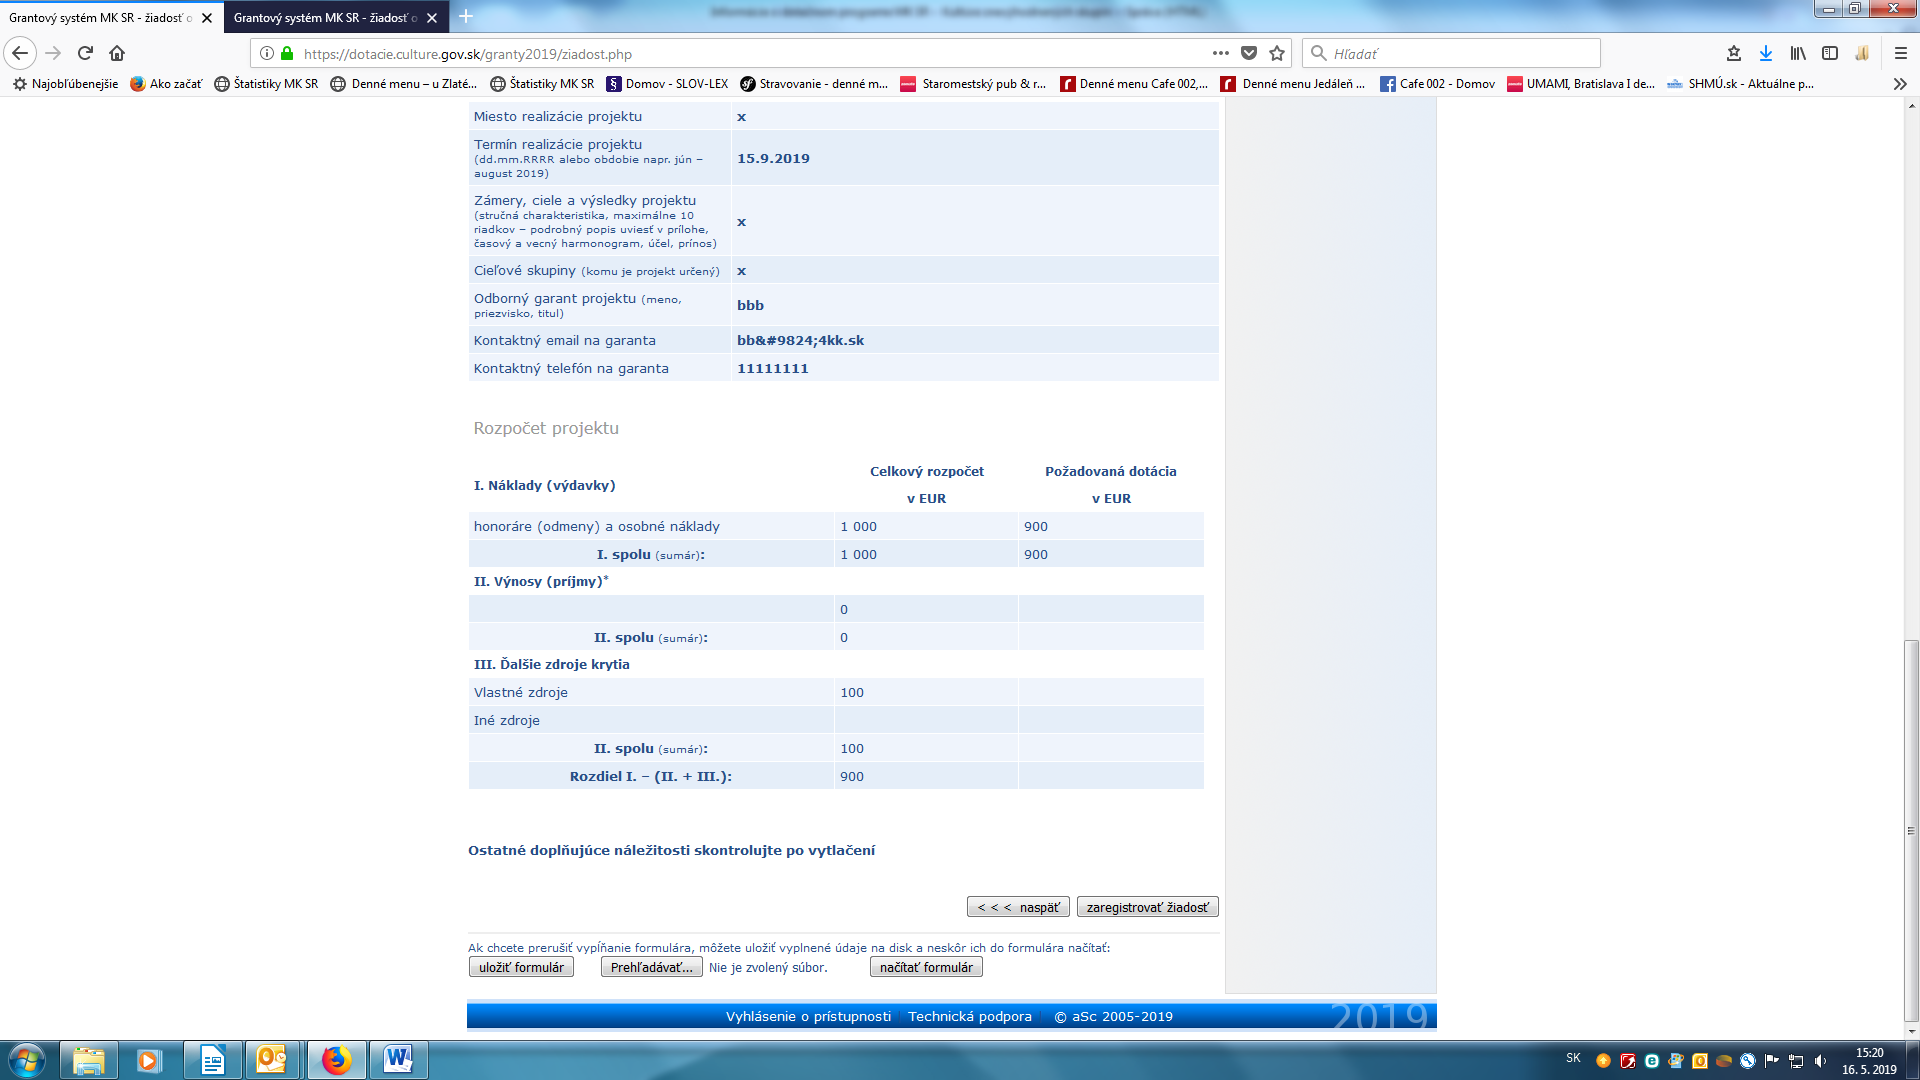 Grantový systém MK SR - žiadosť o
Grantový systém MK SR - žiadosť o
https://dotacie.culture.gov.sk/granty2019/ziadost.php
Hľadať
Najobľúbenejšie
Ako začať
Štatistiky MK SR
Denné menu – u Zlaté...
Štatistiky MK SR
Domov - SLOV-LEX
Stravovanie - denné m...
Staromestský pub & r...
Denné menu Cafe 002,...
Denné menu Jedáleň ...
Cafe 002 - Domov
UMAMI, Bratislava I de...
SHMÚ.sk - Aktuálne p...
Miesto realizácie projektu x
Termín realizácie projektu
(dd.mm.RRRR alebo obdobie napr. jún –
august 2019)
15.9.2019
Zámery, ciele a výsledky projektu
(stručná charakteristika, maximálne 10
riadkov – podrobný popis uviesť v prílohe,
časový a vecný harmonogram, účel, prínos)
x
Cieľové skupiny (komu je projekt určený) x
Odborný garant projektu (meno,
priezvisko, titul)
bbb
Kontaktný email na garanta bb&#9824;4kk.sk
Kontaktný telefón na garanta 11111111
Rozpočet projektu
I. Náklady (výdavky)
Celkový rozpočet
v EUR
Požadovaná dotácia
v EUR
honoráre (odmeny) a osobné náklady 1 000 900
I. spolu (sumár): 1 000 900
II. Výnosy (príjmy)*
0
II. spolu (sumár): 0
III. Ďalšie zdroje krytia
Vlastné zdroje 100
Iné zdroje
II. spolu (sumár): 100
Rozdiel I. – (II. + III.): 900
Ostatné doplňujúce náležitosti skontrolujte po vytlačení
< < < naspäť
zaregistrovať žiadosť
Ak chcete prerušiť vypĺňanie formulára, môžete uložiť vyplnené údaje na disk a neskôr ich do formulára načítať:
uložiť formulár
Prehľadávať...
Nie je zvolený súbor.
načítať formulár
Vyhlásenie o prístupnosti
Technická podpora
© aSc 2005-2019
2019
SK
15:20
16. 5. 2019